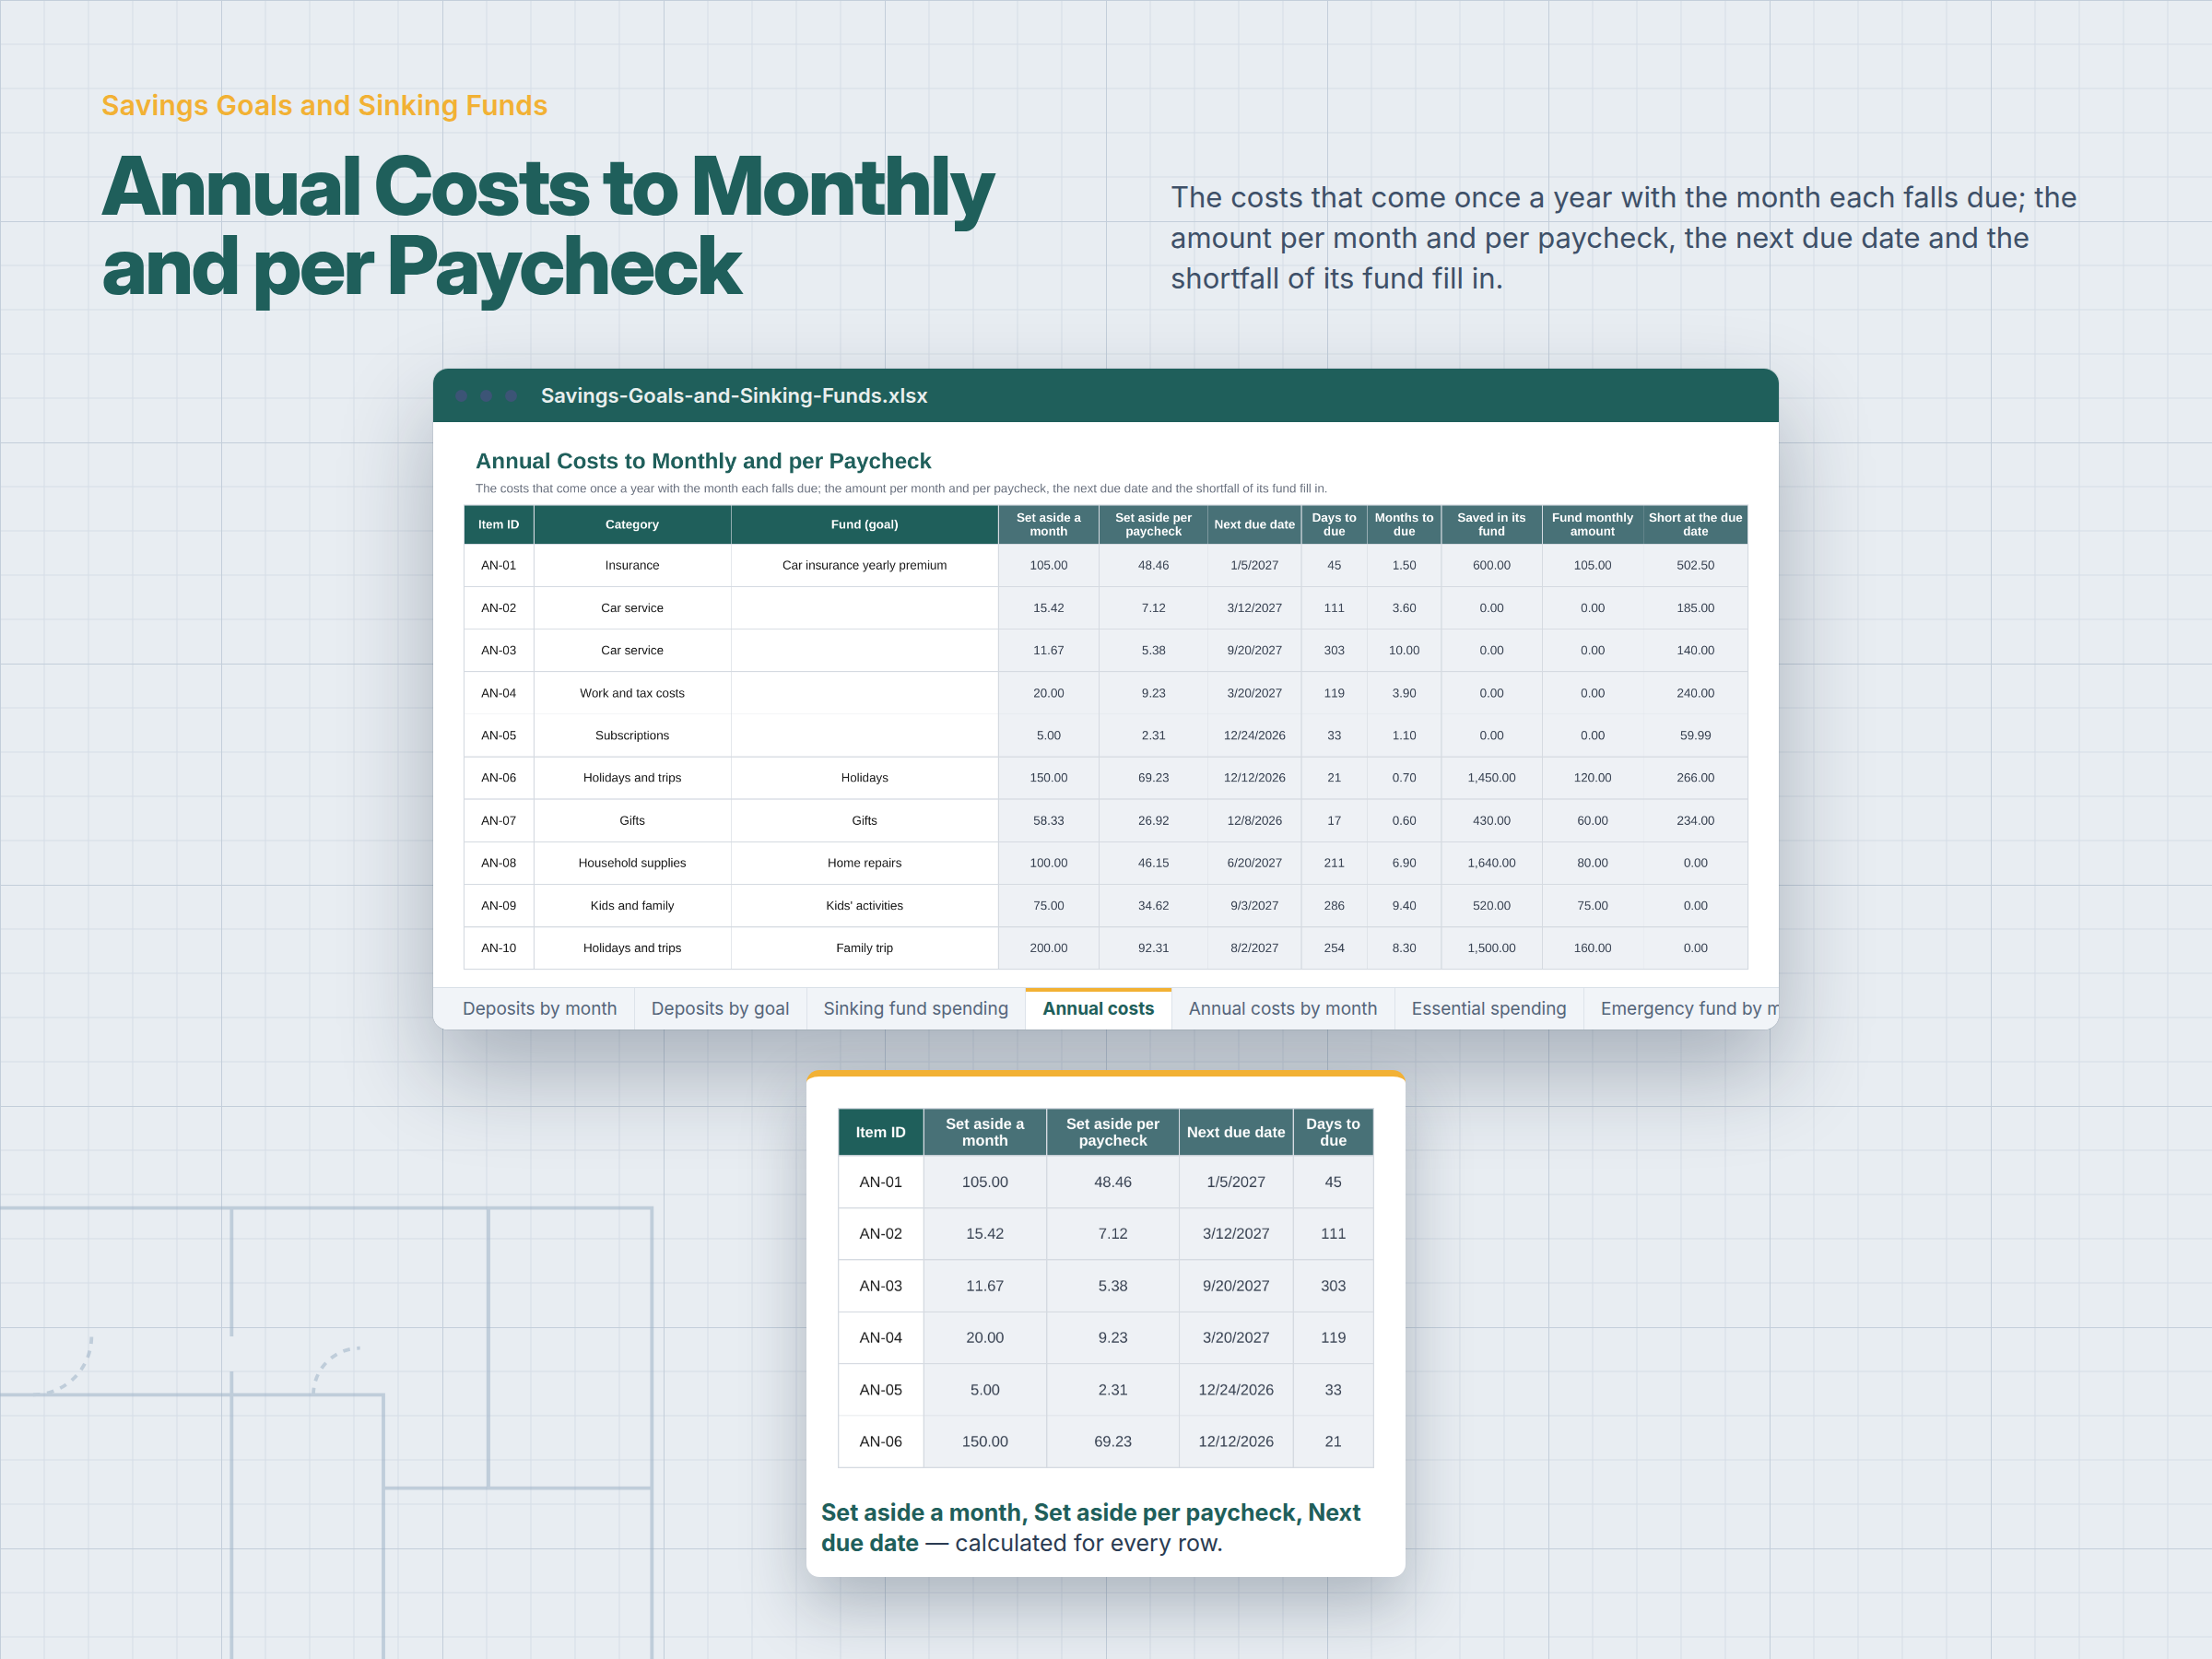 Savings Goals and Sinking Funds
Annual Costs to Monthly
and per Paycheck
The costs that come once a year with the month each falls due; the
amount per month and per paycheck, the next due date and the
shortfall of its fund fill in.
Savings-Goals-and-Sinking-Funds.xlsx
Annual Costs to Monthly and per Paycheck
The costs that come once a year with the month each falls due; the amount per month and per paycheck, the next due date and the shortfall of its fund fill in.
Item ID Category Fund (goal) Set aside a month Set aside per paycheck Next due date Days to due Months to due Saved in its fund Fund monthly amount Short at the due date
AN-01 Insurance Car insurance yearly premium 105.00 48.46 1/5/2027 45 1.50 600.00 105.00 502.50
AN-02 Car service 15.42 7.12 3/12/2027 111 3.60 0.00 0.00 185.00
AN-03 Car service 11.67 5.38 9/20/2027 303 10.00 0.00 0.00 140.00
AN-04 Work and tax costs 20.00 9.23 3/20/2027 119 3.90 0.00 0.00 240.00
AN-05 Subscriptions 5.00 2.31 12/24/2026 33 1.10 0.00 0.00 59.99
AN-06 Holidays and trips Holidays 150.00 69.23 12/12/2026 21 0.70 1,450.00 120.00 266.00
AN-07 Gifts Gifts 58.33 26.92 12/8/2026 17 0.60 430.00 60.00 234.00
AN-08 Household supplies Home repairs 100.00 46.15 6/20/2027 211 6.90 1,640.00 80.00 0.00
AN-09 Kids and family Kids' activities 75.00 34.62 9/3/2027 286 9.40 520.00 75.00 0.00
AN-10 Holidays and trips Family trip 200.00 92.31 8/2/2027 254 8.30 1,500.00 160.00 0.00
Deposits by month Deposits by goal Sinking fund spending Annual costs Annual costs by month Essential spending Emergency fund by m
Item ID Set aside a month Set aside per paycheck Next due date Days to due
AN-01 105.00 48.46 1/5/2027 45
AN-02 15.42 7.12 3/12/2027 111
AN-03 11.67 5.38 9/20/2027 303
AN-04 20.00 9.23 3/20/2027 119
AN-05 5.00 2.31 12/24/2026 33
AN-06 150.00 69.23 12/12/2026 21
Set aside a month, Set aside per paycheck, Next
due date — calculated for every row.